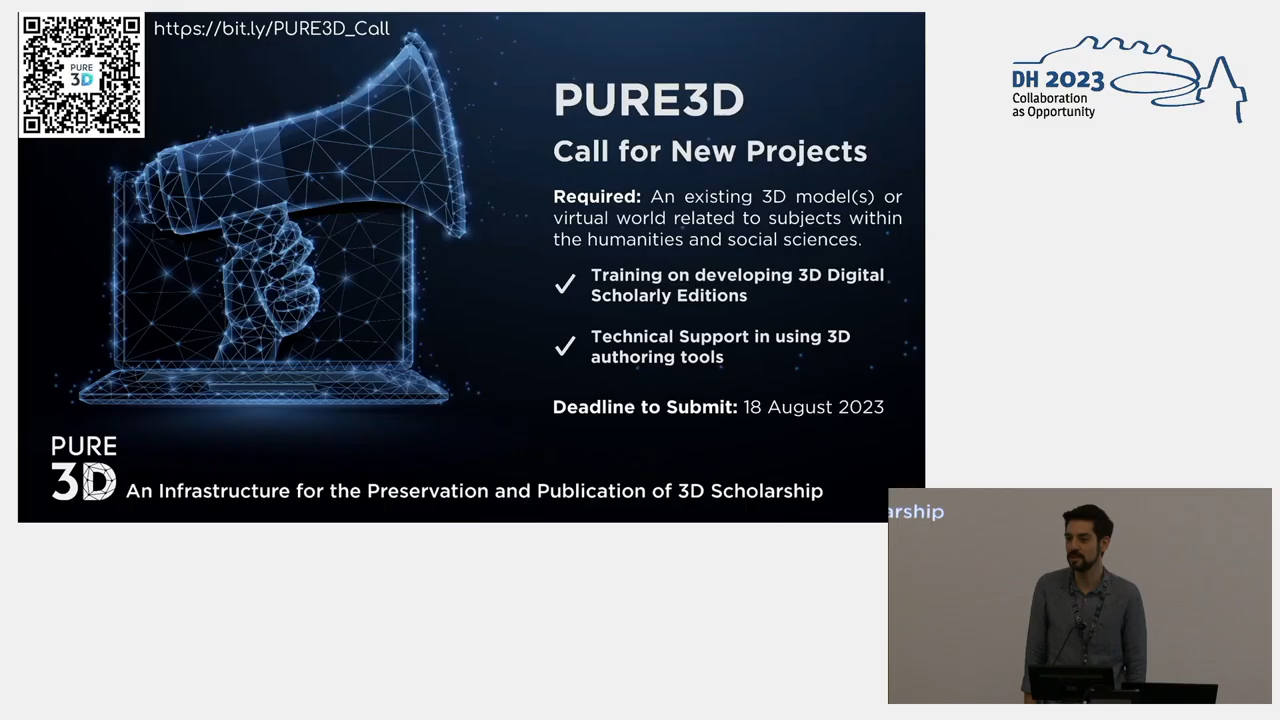 https://bit.ly/PURE3D_Call
PURE
3D
PURE3D
Call for New Projects
Required: An existing 3D model(s) or
virtual world related to subjects within
the humanities and social sciences.
Training on developing 3D Digital
Scholarly Editions
Technical Support in using 3D
authoring tools
Deadline to Submit: 18 August 2023
PURE
3D
An Infrastructure for the Preservation and Publication of 3D Scholarship
DH 2023
Collaboration
as Opportunity
arship